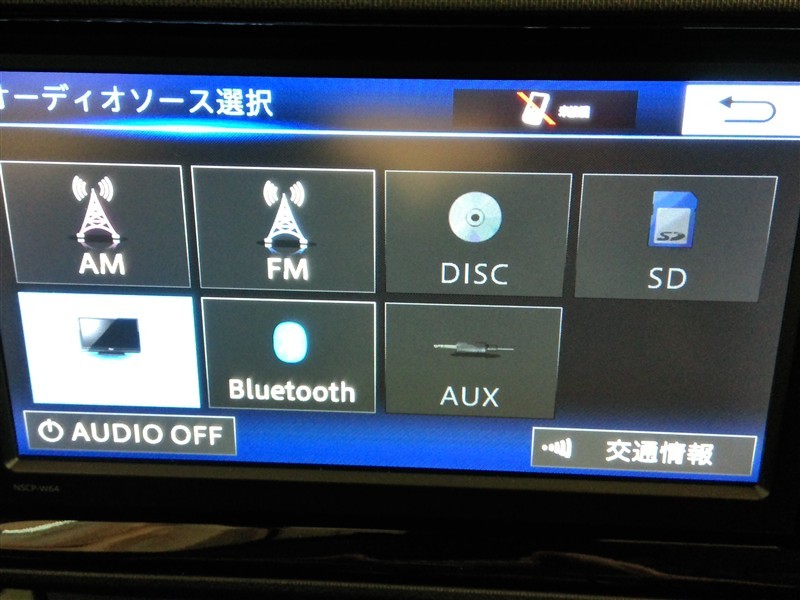 オーディオソース選択
AM
FM
DISC
SD
Bluetooth
AUX
AUDIO OFF
交通情報
NSCP-W64